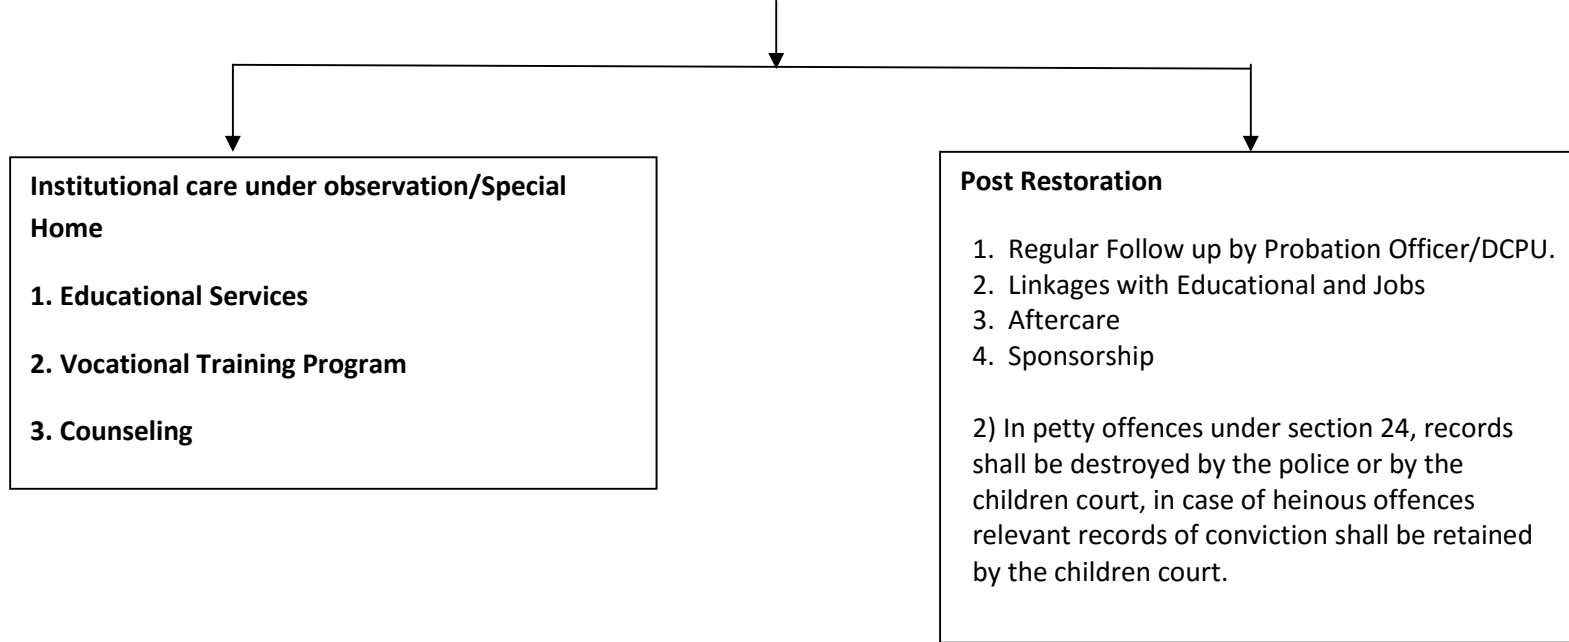 Institutional care under observation/Special
Home
1. Educational Services
2. Vocational Training Program
3. Counseling
Post Restoration
1. Regular Follow up by Probation Officer/DCPU.
2. Linkages with Educational and Jobs
3. Aftercare
4. Sponsorship
2) In petty offences under section 24, records
shall be destroyed by the police or by the
children court, in case of heinous offences
relevant records of conviction shall be retained
by the children court.